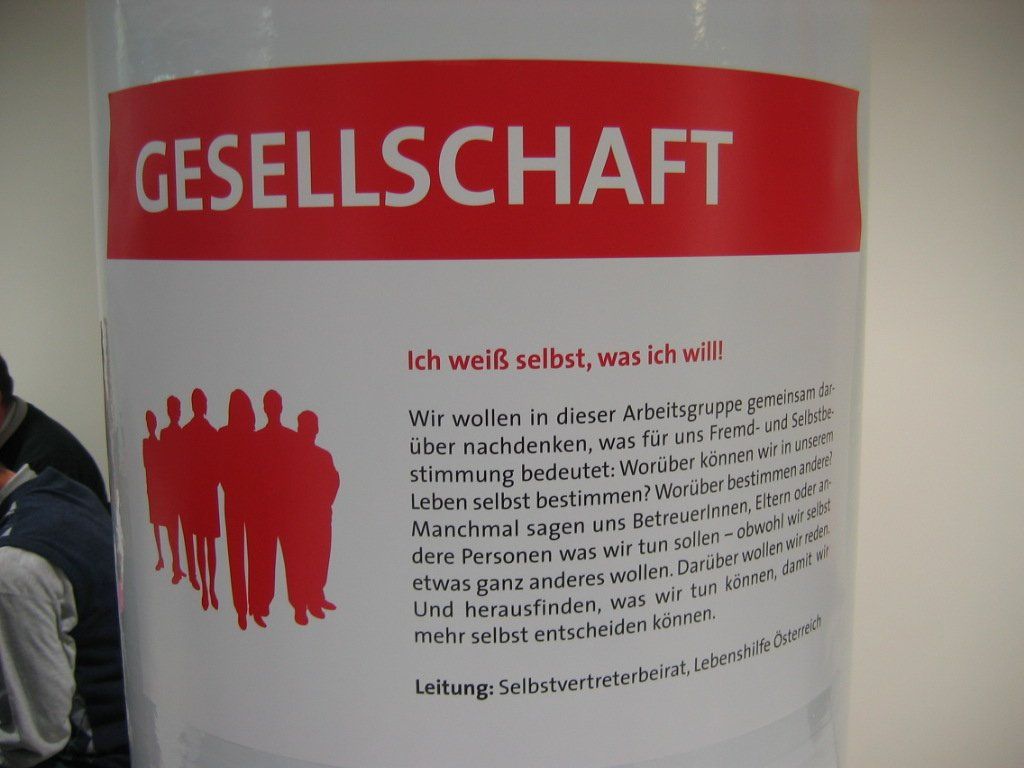 GESELLSCHAFT
Ich weiß selbst, was ich will!
Wir wollen in dieser Arbeitsgruppe gemeinsam dar-
über nachdenken, was für uns Fremd- und Selbstbe-
stimmung bedeutet: Worüber können wir in unserem
Leben selbst bestimmen? Worüber bestimmen andere?
Manchmal sagen uns BetreuerInnen, Eltern oder an-
dere Personen was wir tun sollen – obwohl wir selbst
etwas ganz anderes wollen. Darüber wollen wir reden.
Und herausfinden, was wir tun können, damit wir
mehr selbst entscheiden können.
Leitung: Selbstvertreterbeirat, Lebenshilfe Österreich